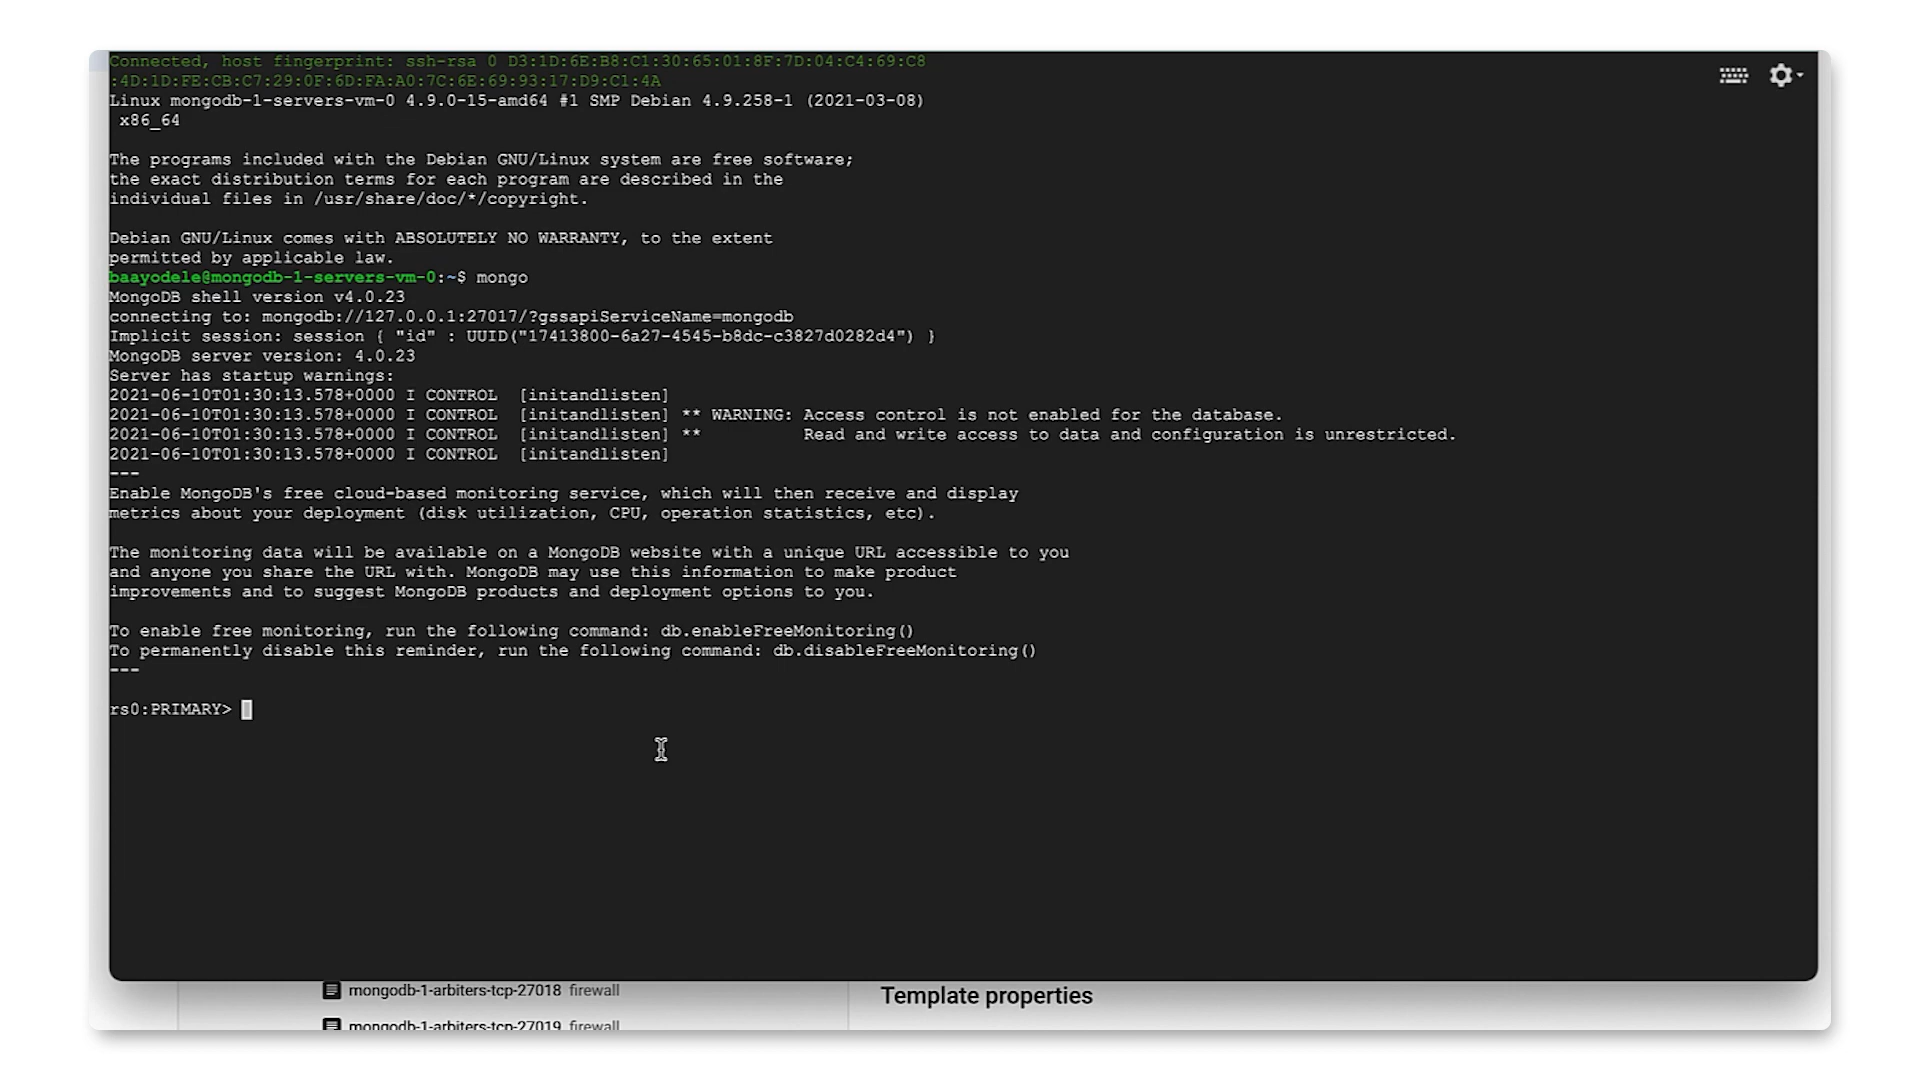 Connected, host fingerprint: ssh-rsa 0 D3:1D:6E:B8:C1:30:65:01:8F:7D:04:C4:69:C8
:4D:1D:FE:CB:C7:29:0F:6D:FA:A0:7C:6E:69:93:17:D9:C1:4A
Linux mongodb-1-servers-vm-0 4.9.0-15-amd64 #1 SMP Debian 4.9.258-1 (2021-03-08)
x86_64
The programs included with the Debian GNU/Linux system are free software;
the exact distribution terms for each program are described in the
individual files in /usr/share/doc/*/copyright.
Debian GNU/Linux comes with ABSOLUTELY NO WARRANTY, to the extent
permitted by applicable law.
baayodele@mongodb-1-servers-vm-0:~$ mongo
MongoDB shell version v4.0.23
connecting to: mongodb://127.0.0.1:27017/?gssapiServiceName=mongodb
Implicit session: session { "id" : UUID("17413800-6a27-4545-b8dc-c3827d0282d4") }
MongoDB server version: 4.0.23
Server has startup warnings:
2021-06-10T01:30:13.578+0000 I CONTROL  [initandlisten]
2021-06-10T01:30:13.578+0000 I CONTROL  [initandlisten] ** WARNING: Access control is not enabled for the database.
2021-06-10T01:30:13.578+0000 I CONTROL  [initandlisten] **          Read and write access to data and configuration is unrestricted.
2021-06-10T01:30:13.578+0000 I CONTROL  [initandlisten]
---
Enable MongoDB's free cloud-based monitoring service, which will then receive and display
metrics about your deployment (disk utilization, CPU, operation statistics, etc).
The monitoring data will be available on a MongoDB website with a unique URL accessible to you
and anyone you share the URL with. MongoDB may use this information to make product
improvements and to suggest MongoDB products and deployment options to you.
To enable free monitoring, run the following command: db.enableFreeMonitoring()
To permanently disable this reminder, run the following command: db.disableFreeMonitoring()
---
rs0:PRIMARY>
mongodb-1-arbiters-tcp-27018 firewall
Template properties
mongodb-1-arbiters-tcp-27019 firewall